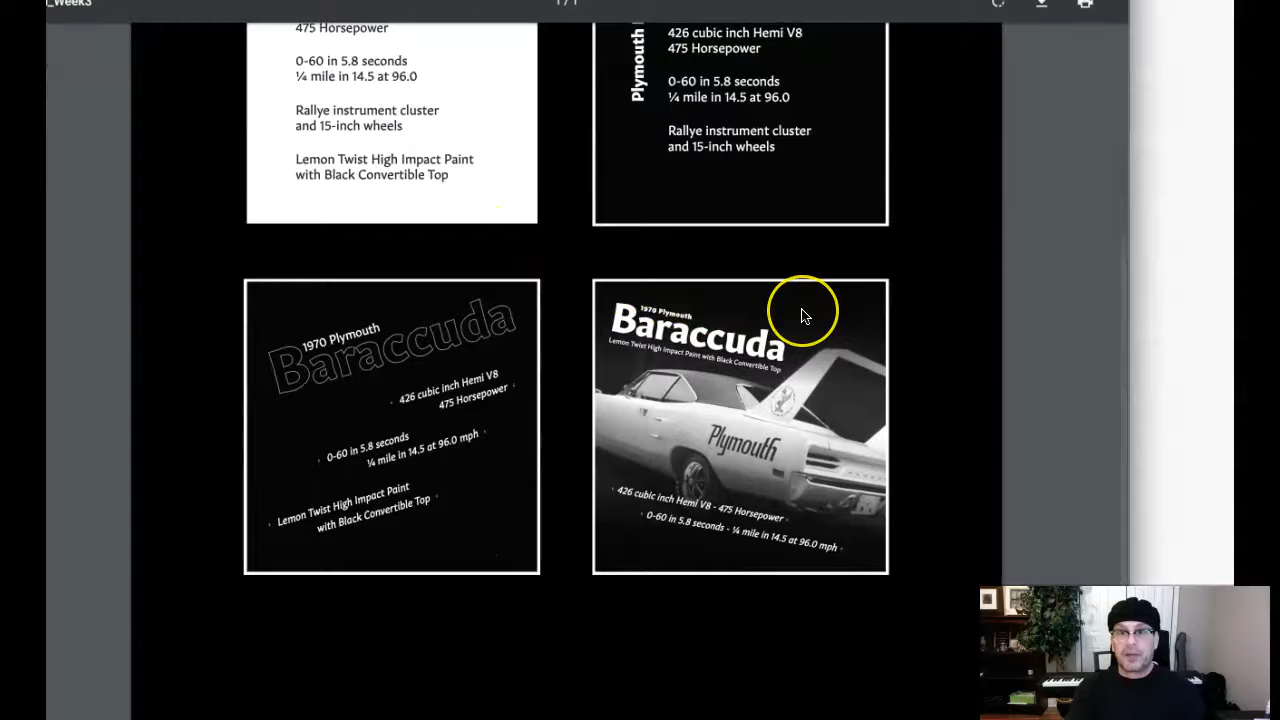 _Week3
1 / 1
475 Horsepower
0-60 in 5.8 seconds
¼ mile in 14.5 at 96.0
Rallye instrument cluster
and 15-inch wheels
Lemon Twist High Impact Paint
with Black Convertible Top
Plymouth
426 cubic inch Hemi V8
475 Horsepower
0-60 in 5.8 seconds
¼ mile in 14.5 at 96.0
Rallye instrument cluster
and 15-inch wheels
1970 Plymouth
Baraccuda
426 cubic inch Hemi V8
475 Horsepower
0-60 in 5.8 seconds
¼ mile in 14.5 at 96.0 mph
Lemon Twist High Impact Paint
with Black Convertible Top
1970 Plymouth
Baraccuda
Lemon Twist High Impact Paint with Black Convertible Top
Plymouth
426 cubic inch Hemi V8 - 475 Horsepower
0-60 in 5.8 seconds - ¼ mile in 14.5 at 96.0 mph